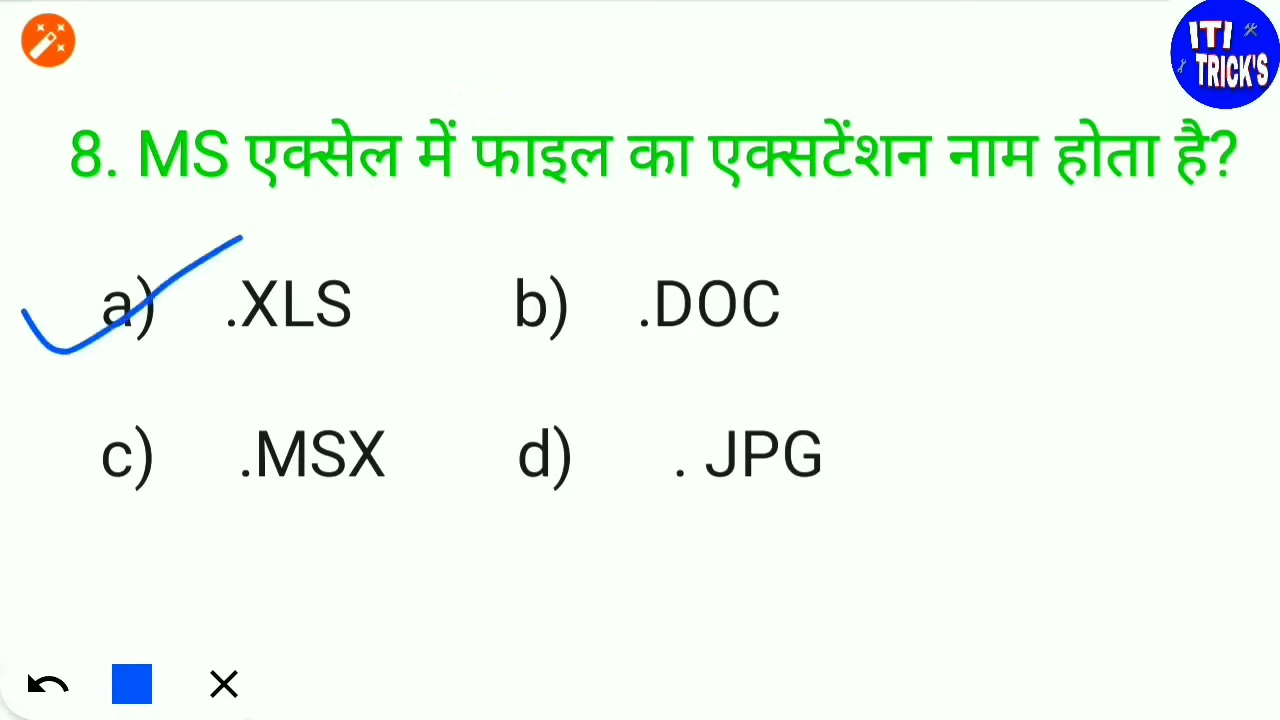 ITI
TRICK'S
8. MS एक्सेल में फाइल का एक्सटेंशन नाम होता है?
a) .XLS b) .DOC
c) .MSX d) . JPG